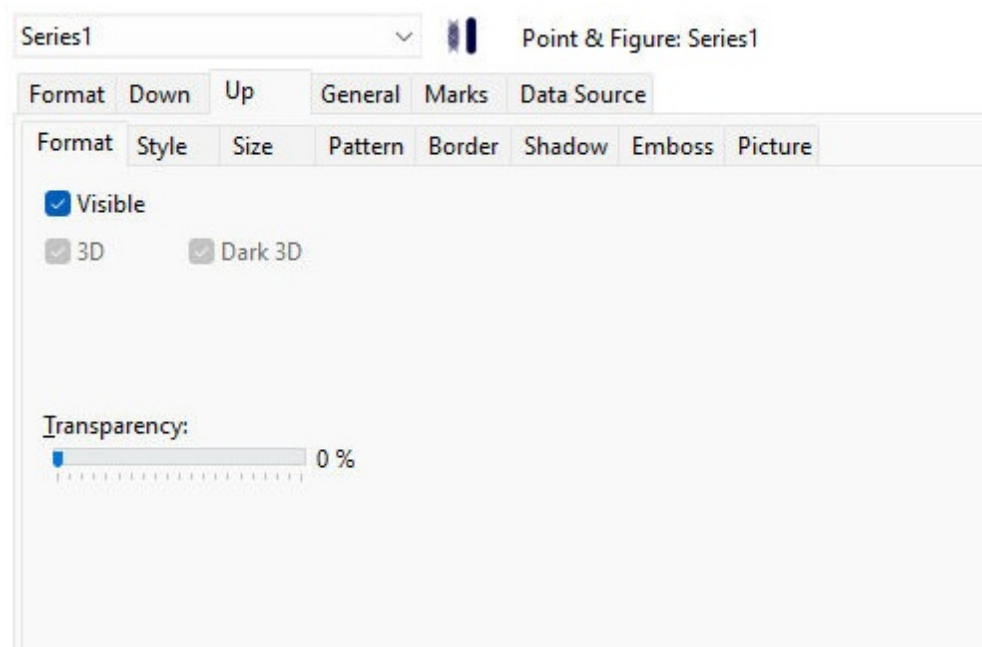 Series1 Point & Figure: Series1
Format Down Up General Marks Data Source
Format Style Size Pattern Border Shadow Emboss Picture
Visible
3D Dark 3D
Transparency:
0 %